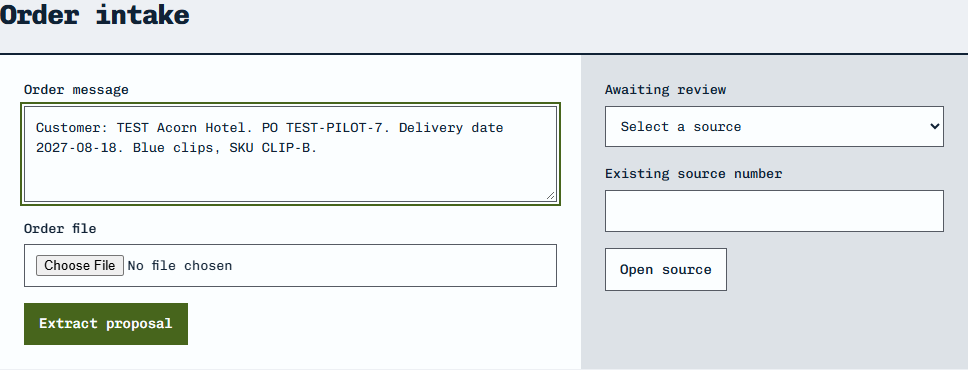 Order intake
Order message
Customer: TEST Acorn Hotel. PO TEST-PILOT-7. Delivery date
2027-08-18. Blue clips, SKU CLIP-B.
Order file
Choose File No file chosen
Extract proposal
Awaiting review
Select a source
Existing source number
Open source